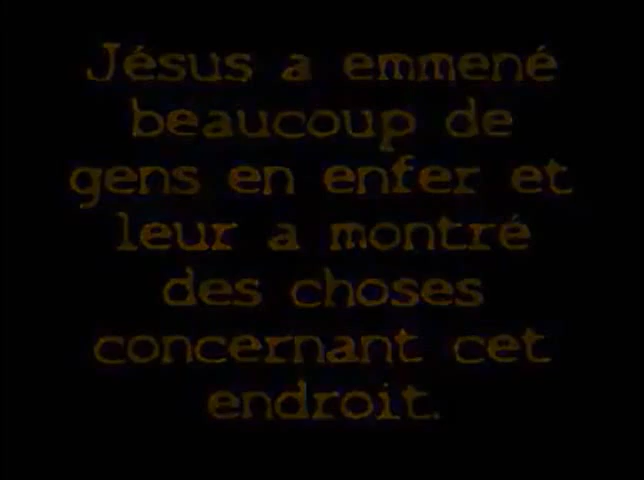 Jésus a emmené
beaucoup de
gens en enfer et
leur a montré
des choses
concernant cet
endroit.